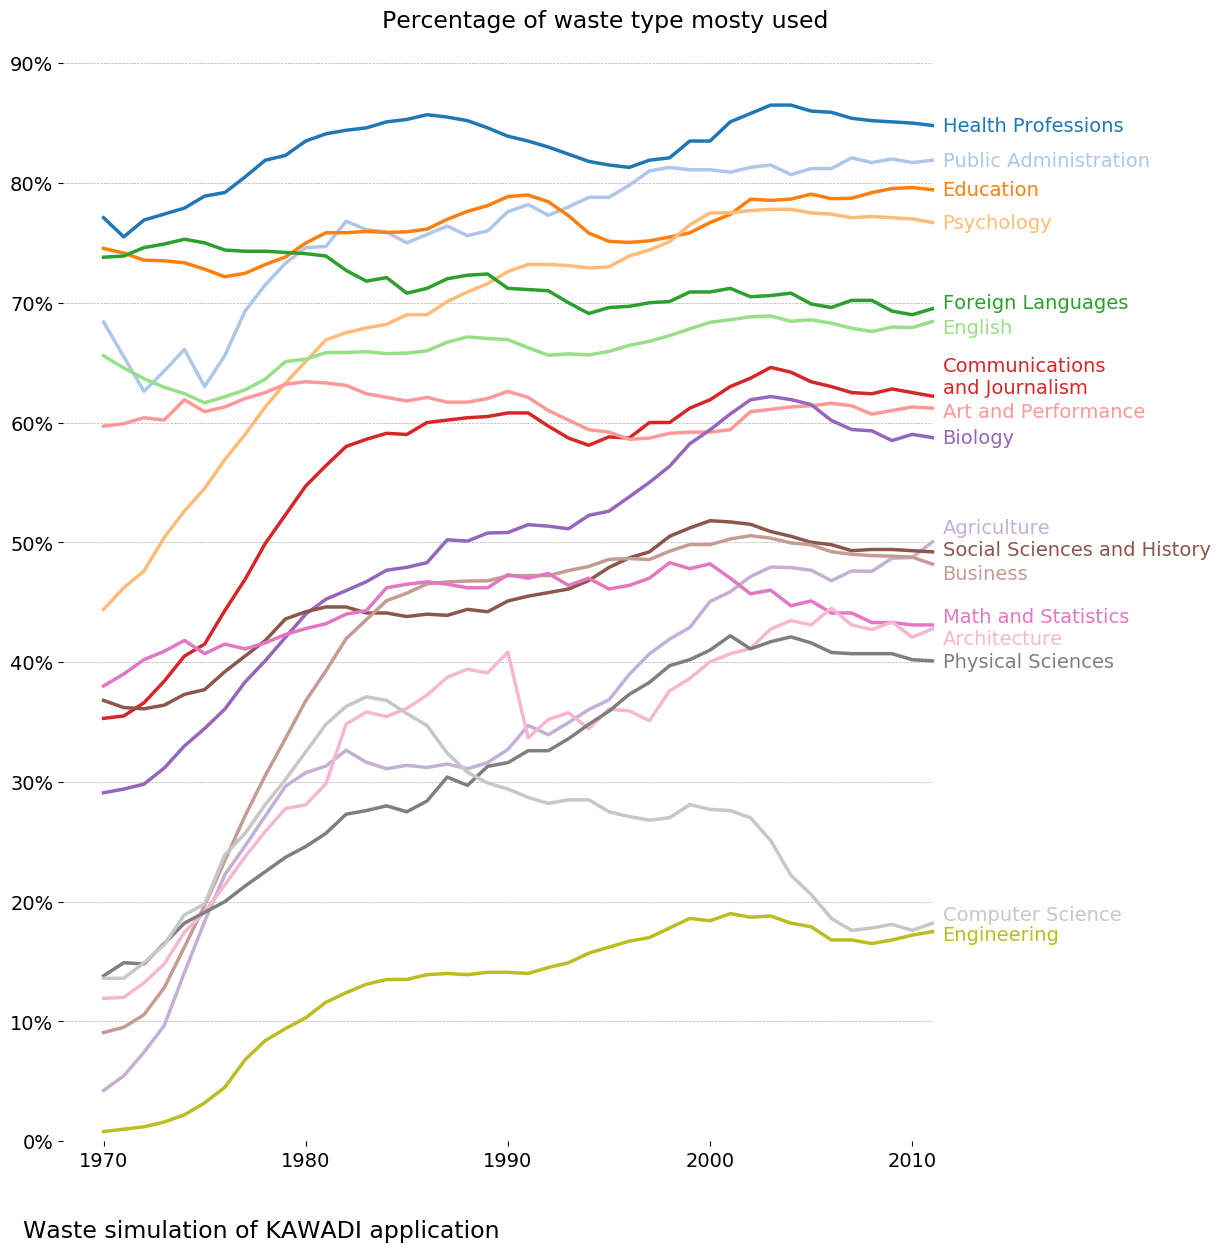 Percentage of waste type mosty used
90%
Health Professions
Public Administration
80%
Education
Psychology
70%
Foreign Languages
English
Communications
and Journalism
60%
Art and Performance
Biology
Agriculture
50%
Social Sciences and History
Business
Math and Statistics
Architecture
40%
Physical Sciences
30%
20%
Computer Science
Engineering
10%
0%
1970 1980 1990 2000 2010
Waste simulation of KAWADI application